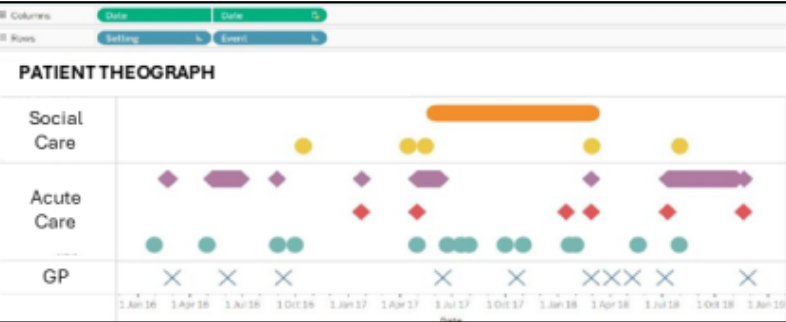 Columns Date Date
Rows Setting Event
PATIENT THEOGRAPH
Social
Care
Acute
Care
GP
1 Jan 16 1 Apr 16 1 Jul 16 1 Oct 16 1 Jan 17 1 Apr 17 1 Jul 17 1 Oct 17 1 Jan 18 1 Apr 18 1 Jul 18 1 Oct 18 1 Jan 19
Date